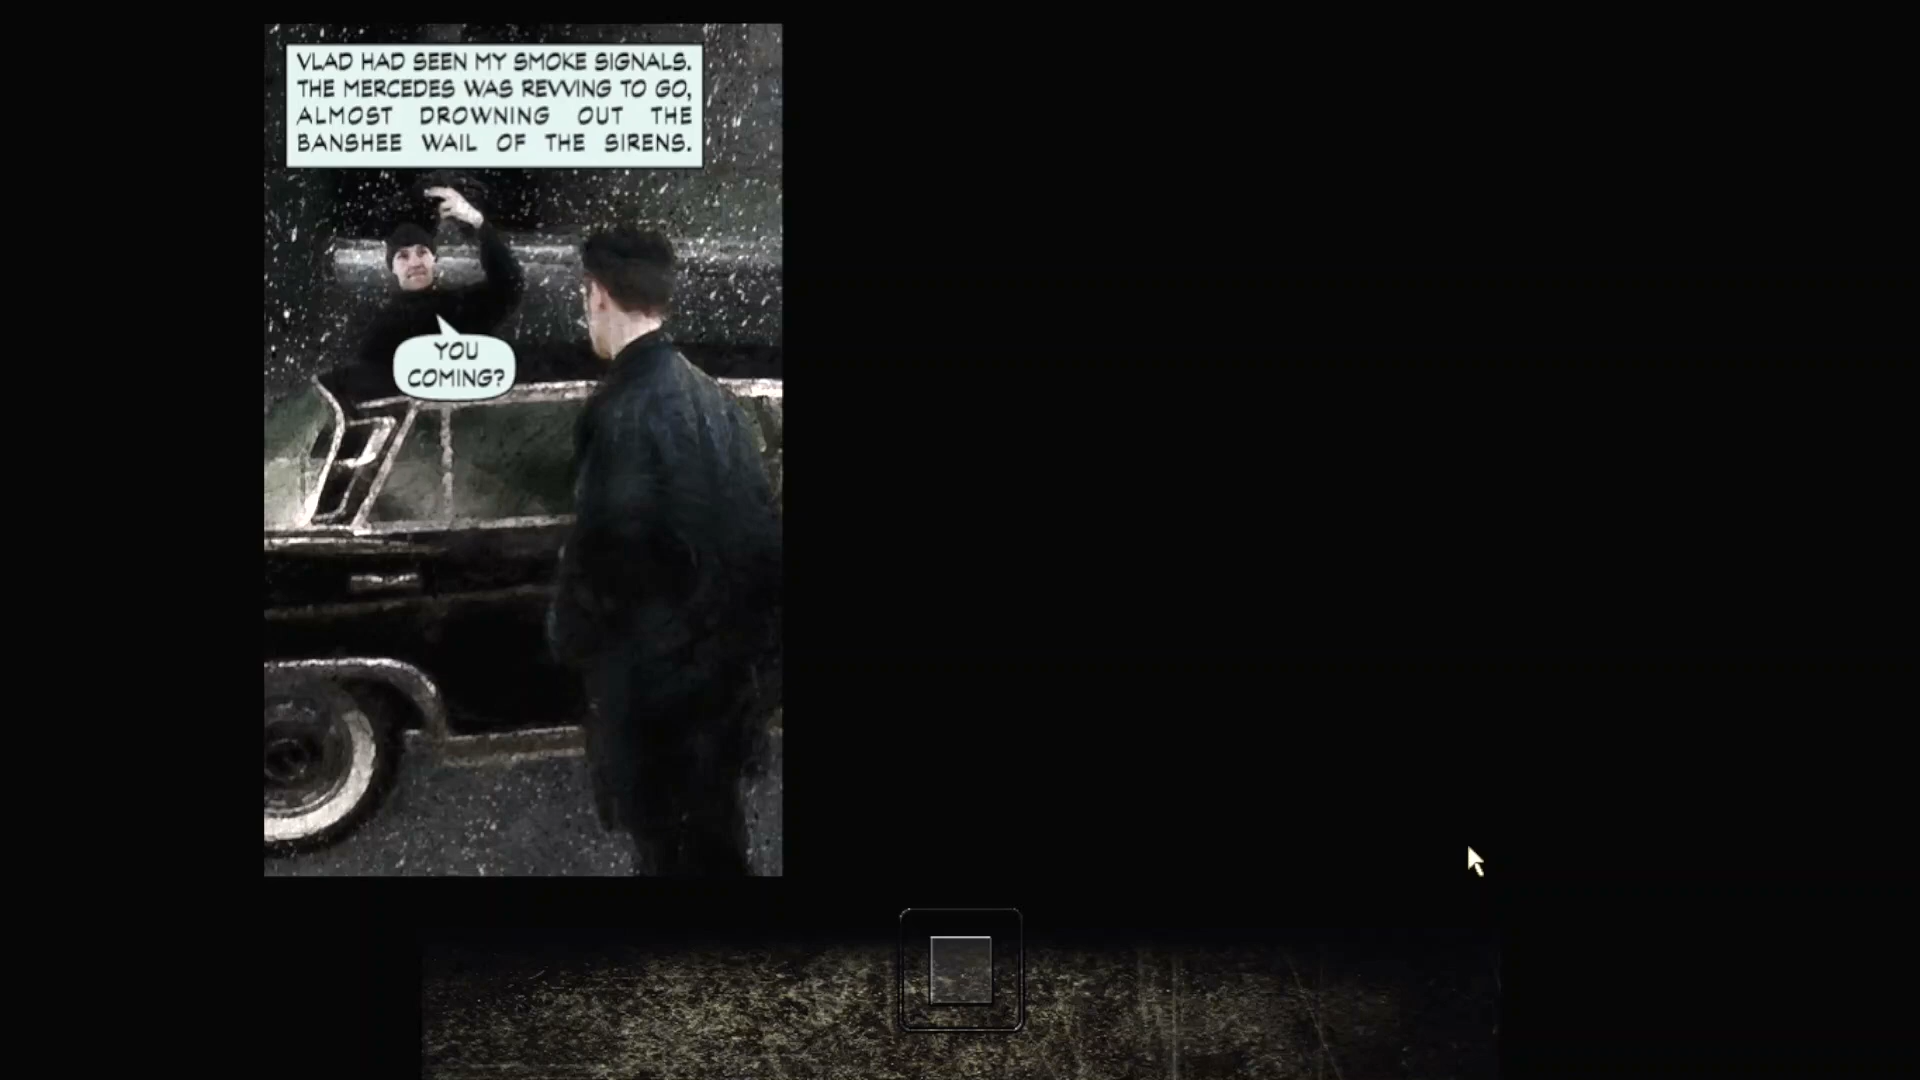 VLAD HAD SEEN MY SMOKE SIGNALS.
THE MERCEDES WAS REVVING TO GO,
ALMOST DROWNING OUT THE
BANSHEE WAIL OF THE SIRENS.
YOU
COMING?